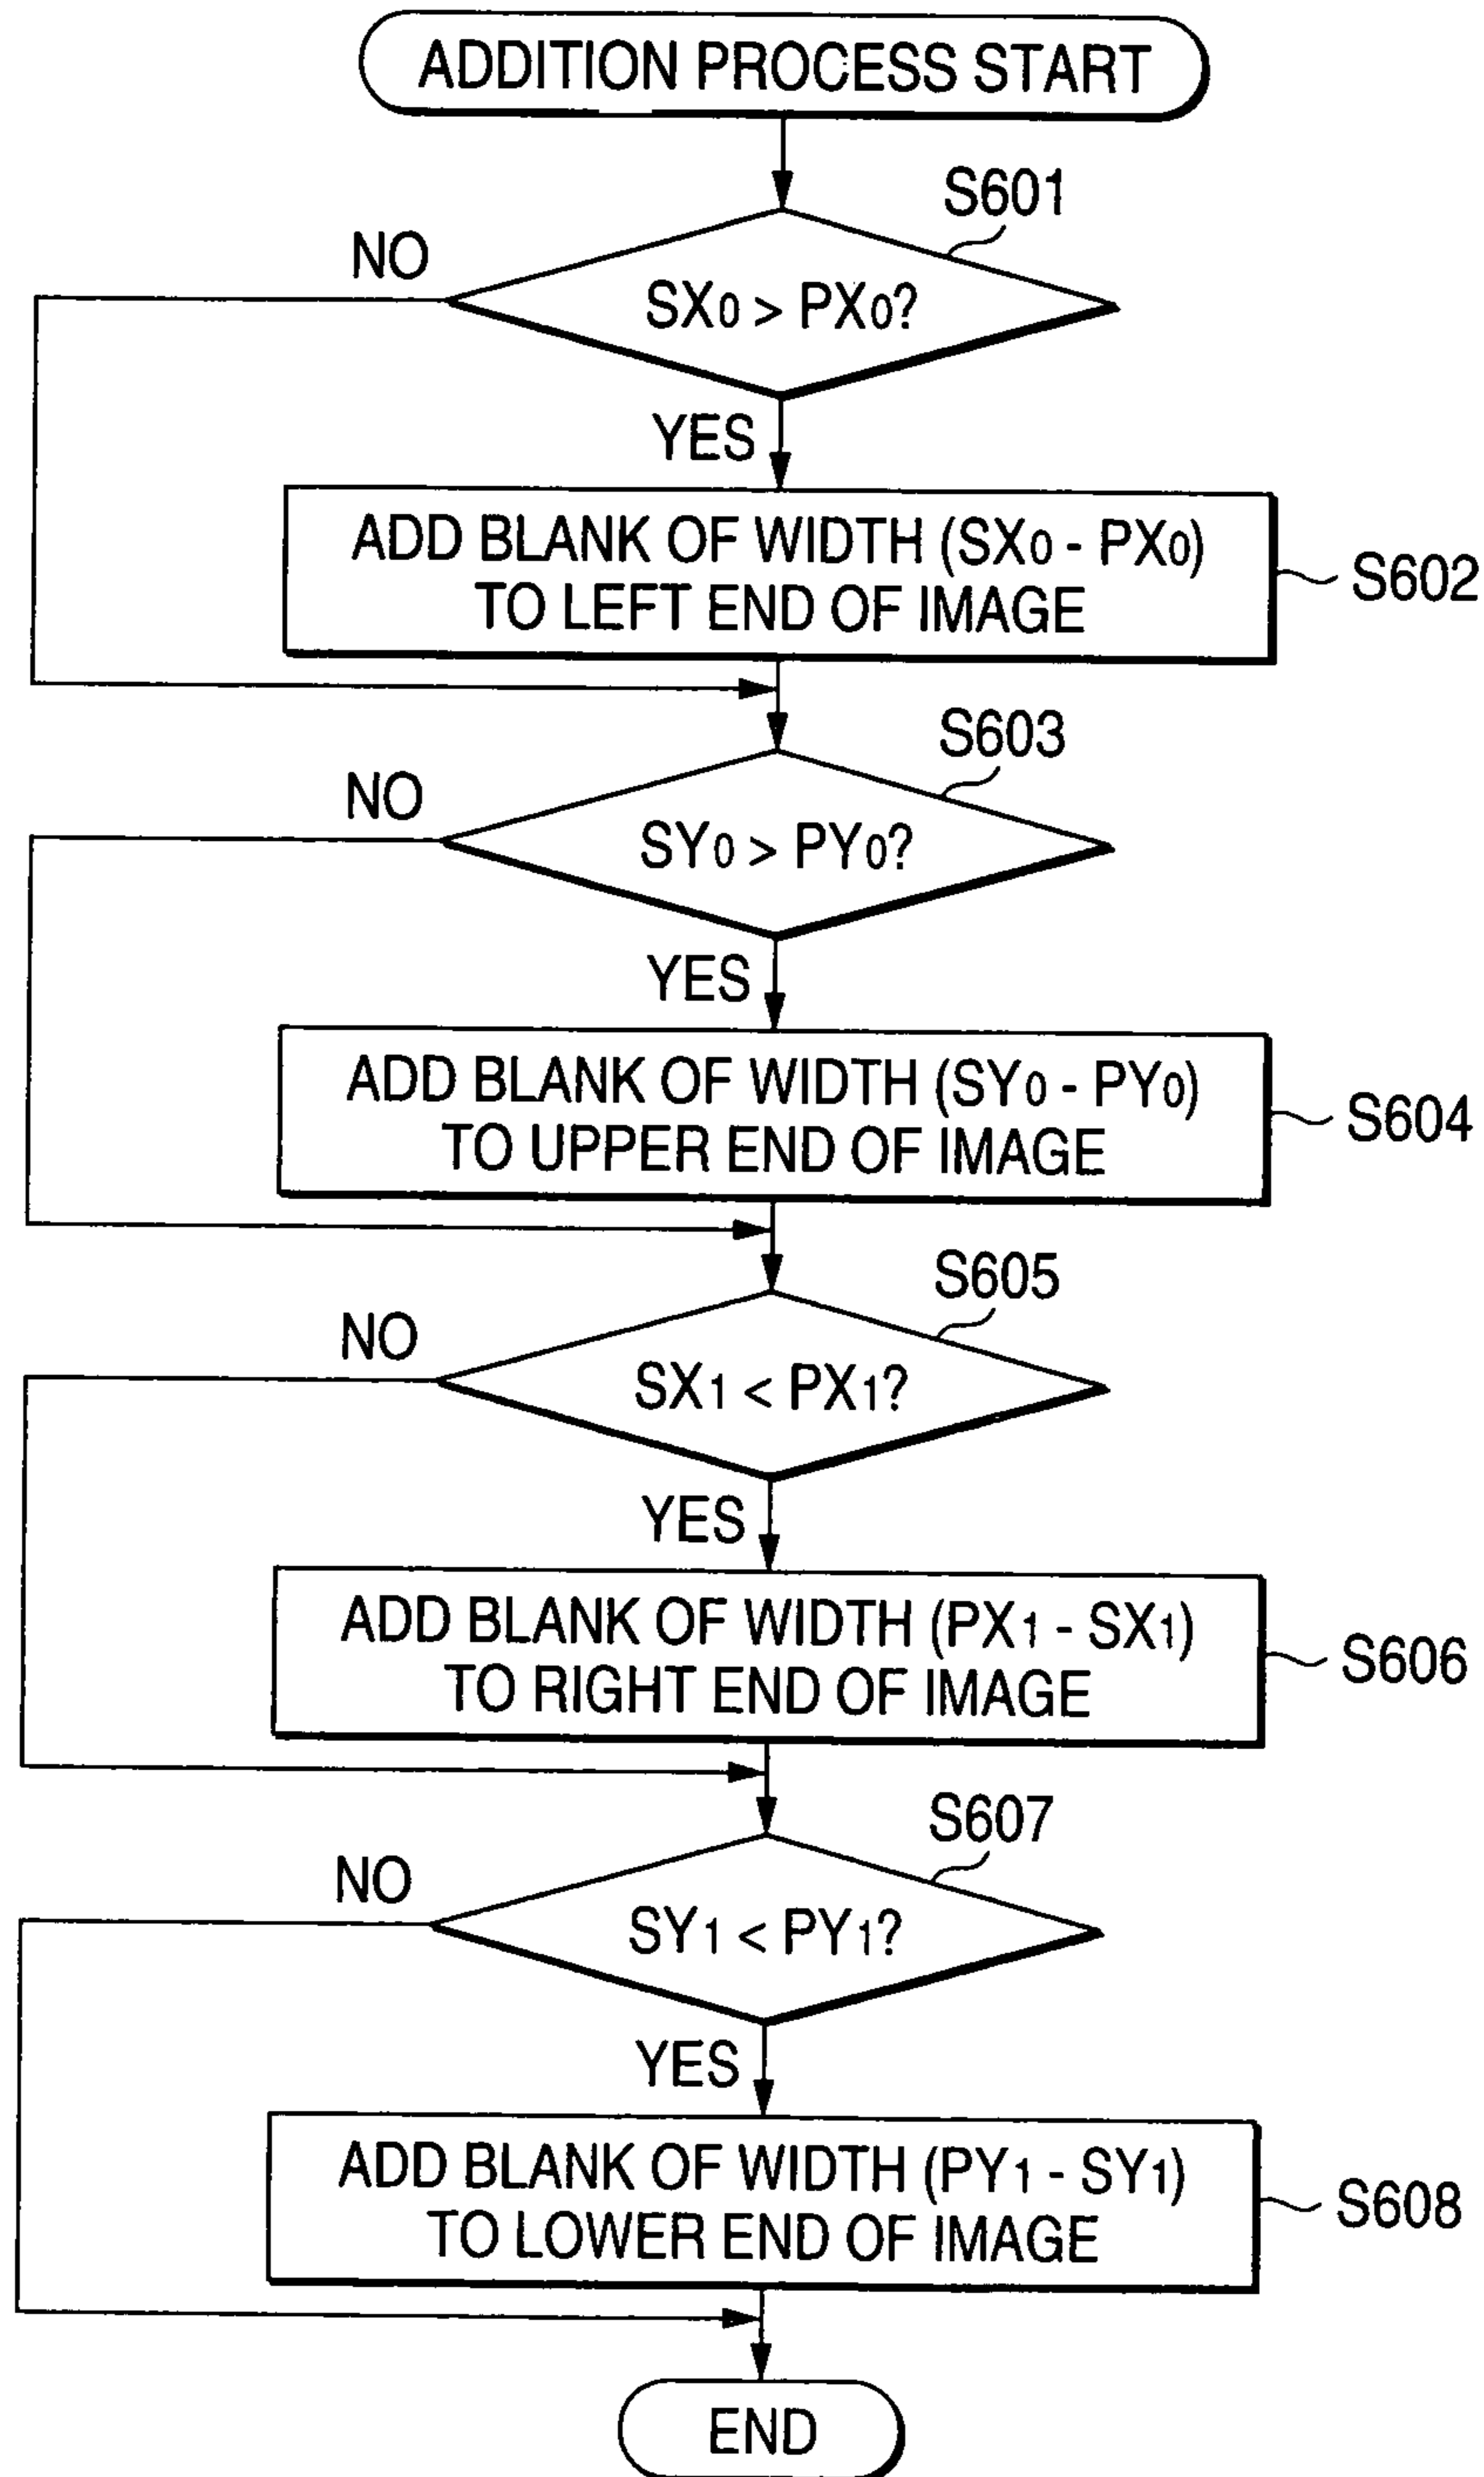 ADDITION PROCESS START
S601
NO
SX0 > PX0?
YES
ADD BLANK OF WIDTH (SX0 - PX0)
TO LEFT END OF IMAGE
S602
S603
NO
SY0 > PY0?
YES
ADD BLANK OF WIDTH (SY0 - PY0)
TO UPPER END OF IMAGE
S604
S605
NO
SX1 < PX1?
YES
ADD BLANK OF WIDTH (PX1 - SX1)
TO RIGHT END OF IMAGE
S606
S607
NO
SY1 < PY1?
YES
ADD BLANK OF WIDTH (PY1 - SY1)
TO LOWER END OF IMAGE
S608
END